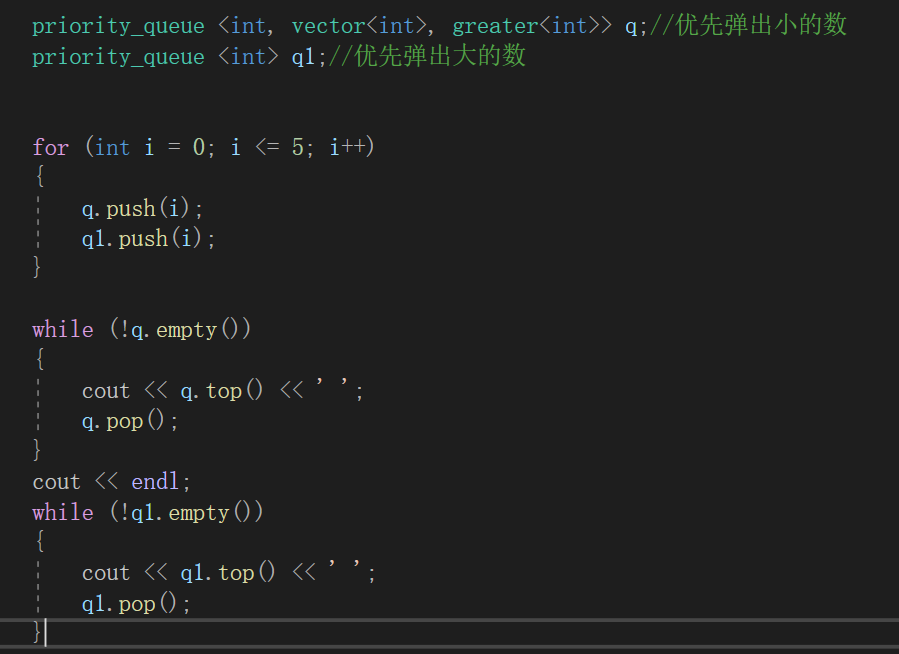 priority_queue <int, vector<int>, greater<int>> q;//优先弹出小的数
priority_queue <int> q1;//优先弹出大的数
for (int i = 0; i <= 5; i++)
{
q.push(i);
q1.push(i);
}
while (!q.empty())
{
cout << q.top() << ' ';
q.pop();
}
cout << endl;
while (!q1.empty())
{
cout << q1.top() << ' ';
q1.pop();
}